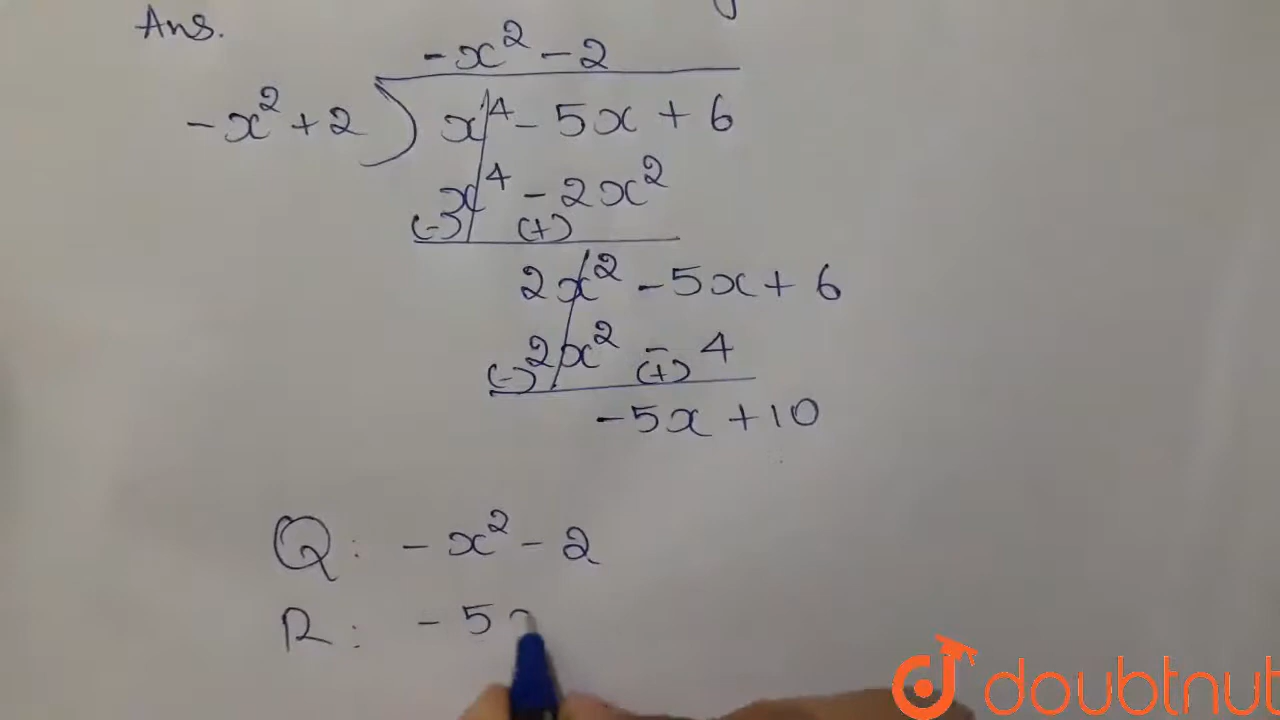 Ans.
-x² - 2
-x² + 2 ) x⁴ - 5x + 6
x⁴ - 2x²
(-) (+)
2x² - 5x + 6
2x² - 4
(-) (+)
-5x + 10
Q : - x² - 2
R : - 5
doubtnut